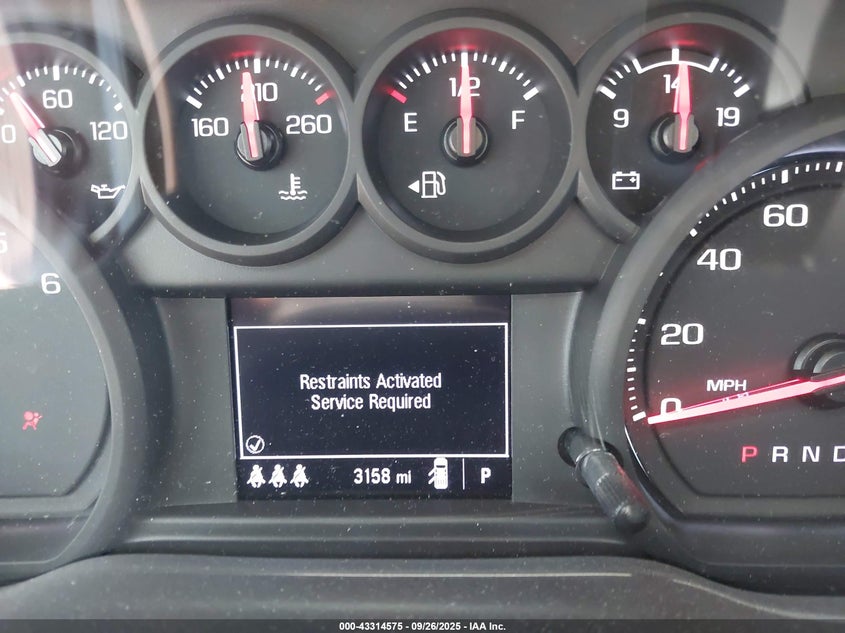 60
120
160
210
260
E
1/2
F
9
14
19
5
6
60
40
20
0
MPH
Restraints Activated
Service Required
3158 mi
P
P R N D
000-43314575 - 09/26/2025 - IAA Inc.